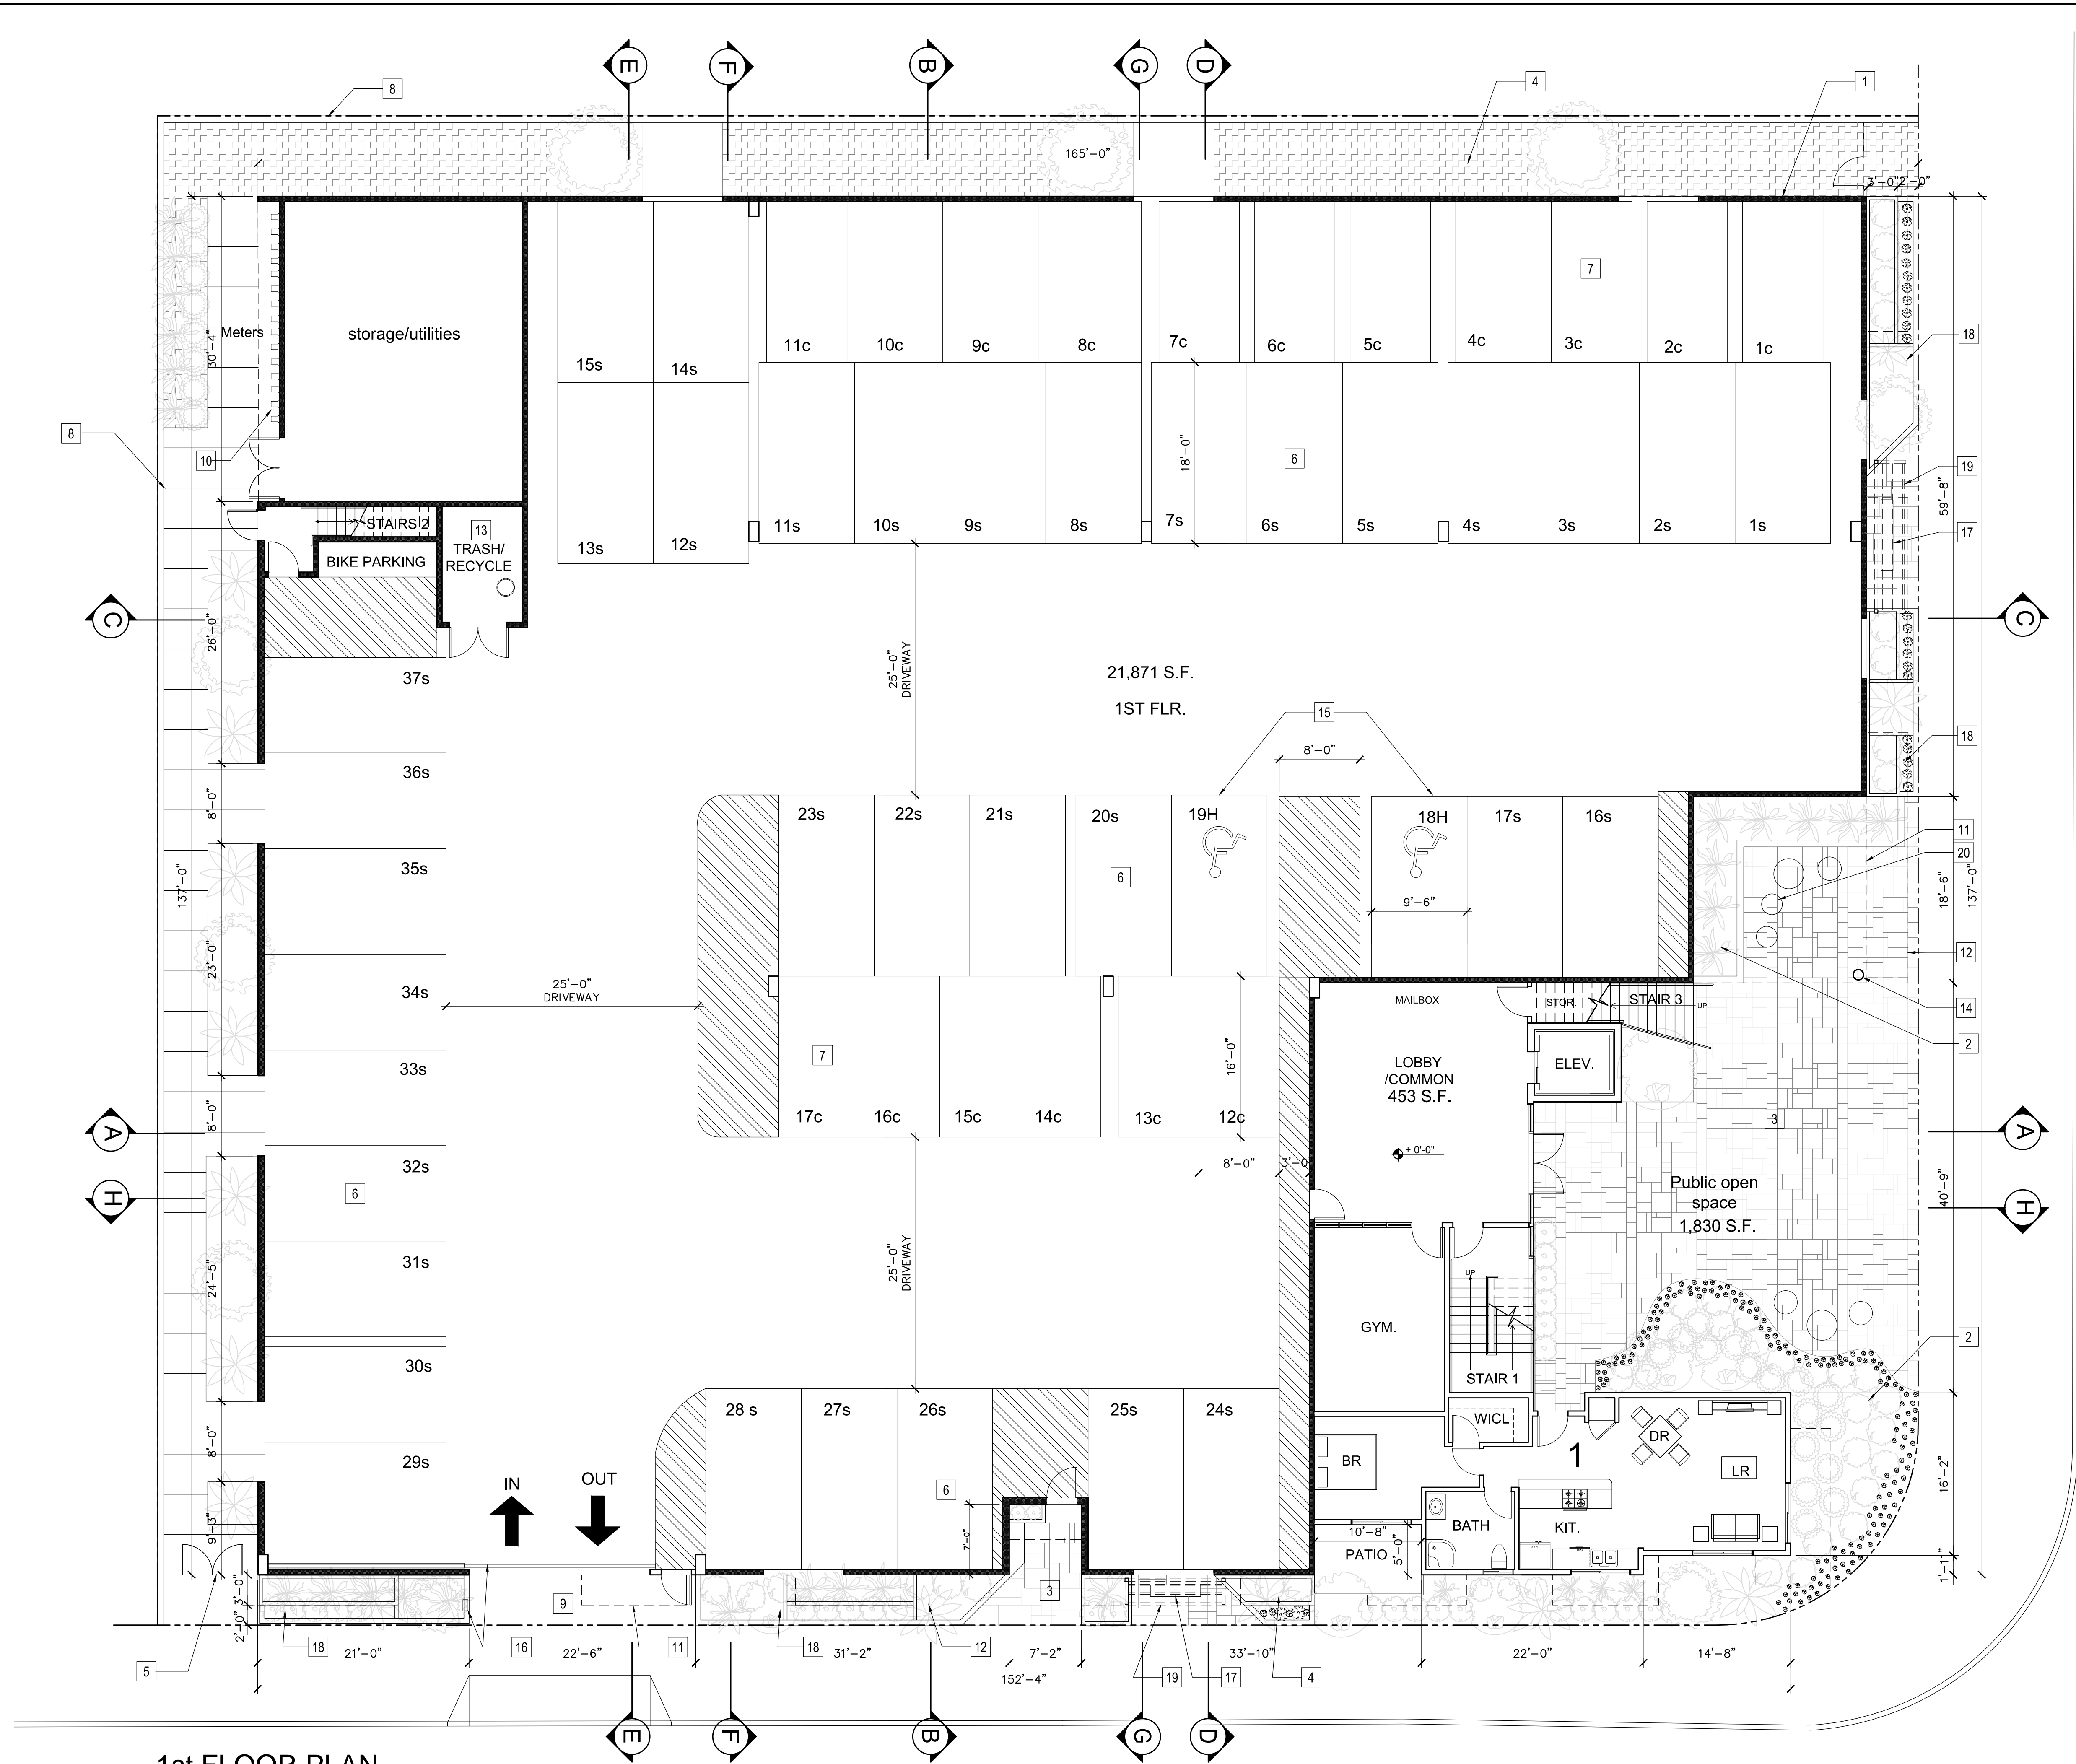 E
F
B
G
D
8
4
1
165'-0"
3'-0"
2'-0"
Meters
30'-4"
storage/utilities
15s
14s
11c
10c
9c
8c
7c
6c
5c
4c
3c
2c
1c
7
18
8
10
18'-0"
6
19
59'-8"
17
STAIRS 2
13
TRASH/
RECYCLE
BIKE PARKING
13s
12s
11s
10s
9s
8s
7s
6s
5s
4s
3s
2s
1s
C
26'-0"
C
37s
25'-0"
DRIVEWAY
21,871 S.F.
1ST FLR.
15
8'-0"
18
36s
8'-0"
23s
22s
21s
20s
19H
18H
17s
16s
11
20
35s
137'-0"
6
9'-6"
18'-6"
137'-0"
12
23'-0"
34s
25'-0"
DRIVEWAY
MAILBOX
STOR.
STAIR 3
UP
14
2
33s
7
16'-0"
LOBBY
/COMMON
453 S.F.
ELEV.
8'-0"
17c
16c
15c
14c
13c
12c
3
A
A
32s
6
8'-0"
3'-0"
+ 0'-0"
H
Public open
space
1,830 S.F.
40'-9"
H
31s
24'-5"
25'-0"
DRIVEWAY
UP
GYM.
STAIR 1
2
30s
28 s
27s
26s
25s
24s
WICL
DR
1
BR
LR
8'-0"
29s
IN
OUT
6
16'-2"
9'-3"
7'-0"
10'-8"
PATIO
5'-0"
BATH
KIT.
1'-11"
3'-0"
2'-0"
9
3
5
18
16
11
18
12
19
17
4
21'-0"
22'-6"
31'-2"
7'-2"
33'-10"
22'-0"
14'-8"
152'-4"
E
F
B
G
D
1st FLOOR PLAN